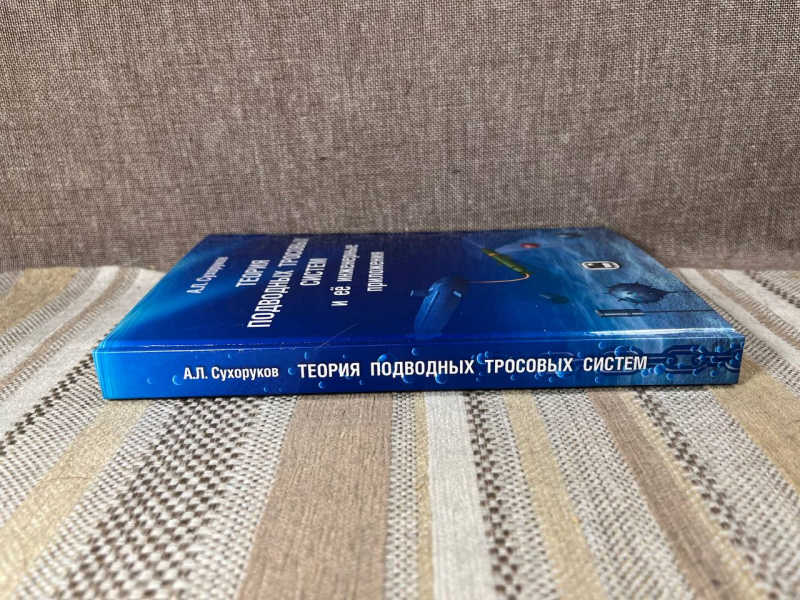 А.Л. Сухоруков
ТЕОРИЯ
ПОДВОДНЫХ ТРОСОВЫХ
СИСТЕМ
и её инженерные
приложения
А.Л. Сухоруков ТЕОРИЯ ПОДВОДНЫХ ТРОСОВЫХ СИСТЕМ